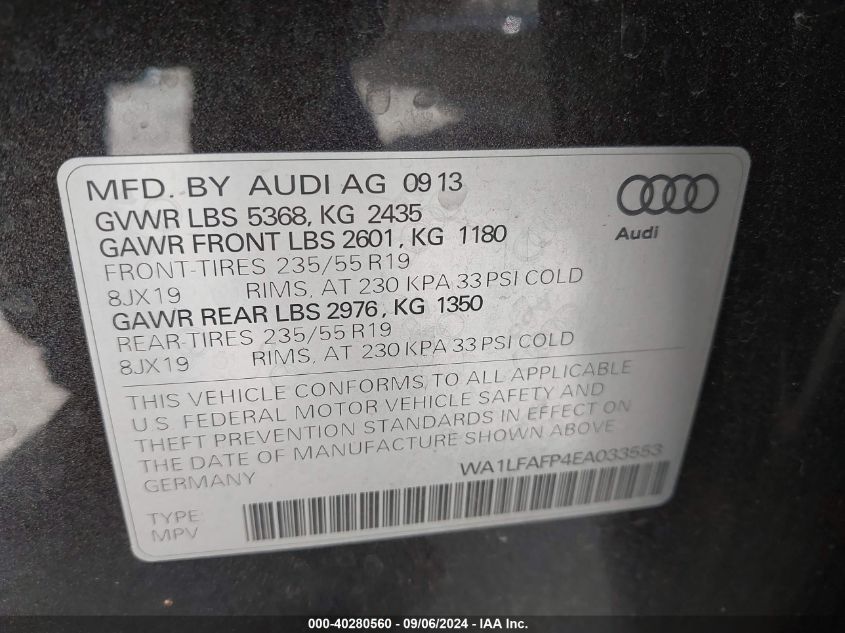 MFD. BY AUDI AG 09 13
GVWR LBS 5368, KG 2435
GAWR FRONT LBS 2601, KG 1180
FRONT-TIRES 235/55 R19
8JX19 RIMS, AT 230 KPA 33 PSI COLD
GAWR REAR LBS 2976, KG 1350
REAR-TIRES 235/55 R19
8JX19 RIMS, AT 230 KPA 33 PSI COLD
Audi
THIS VEHICLE CONFORMS TO ALL APPLICABLE
U.S. FEDERAL MOTOR VEHICLE SAFETY AND
THEFT PREVENTION STANDARDS IN EFFECT ON
THE DATE OF MANUFACTURE SHOWN ABOVE
GERMANY WA1LFAFP4EA033553
TYPE:
MPV
000-40280560 - 09/06/2024 - IAA 1LLC.